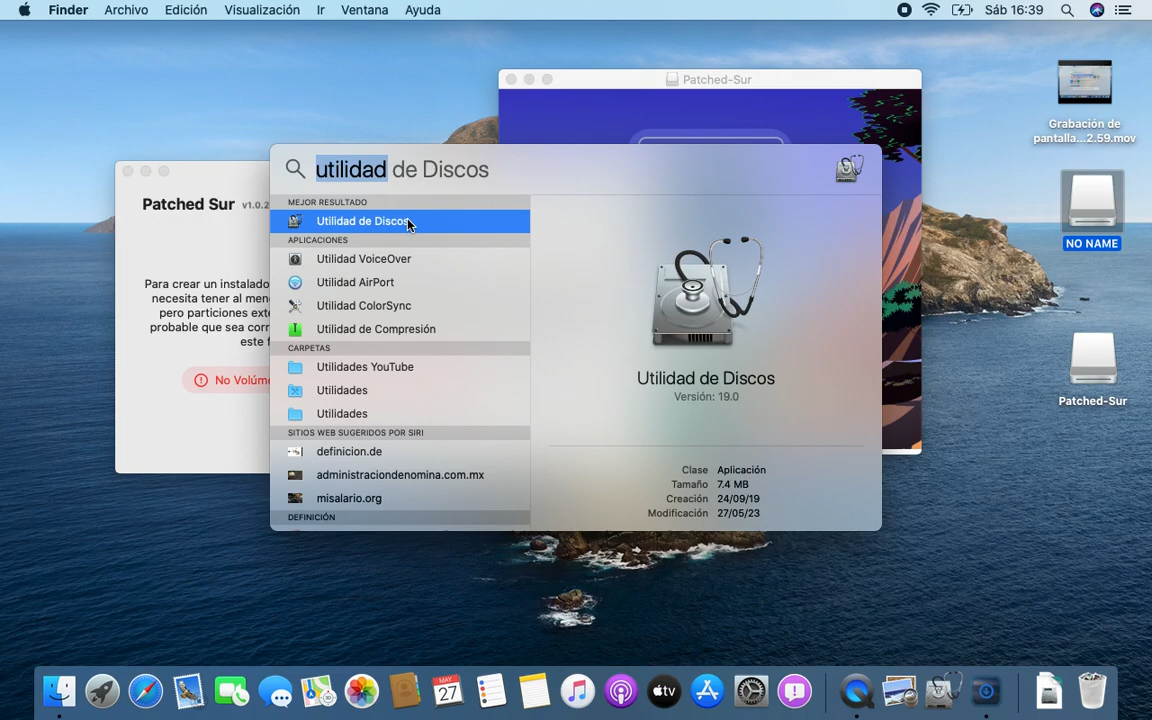 Finder Archivo Edición Visualización Ir Ventana Ayuda
Sáb 16:39
Patched-Sur
Grabación de
pantalla...2.59.mov
NO NAME
Patched-Sur
Patched Sur v1.0.2
Para crear un instalado
necesita tener al men
pero particiones exte
probable que sea corr
este f
No Volúme
utilidad de Discos
MEJOR RESULTADO
Utilidad de Discos
APLICACIONES
Utilidad VoiceOver
Utilidad AirPort
Utilidad ColorSync
Utilidad de Compresión
CARPETAS
Utilidades YouTube
Utilidades
Utilidades
SITIOS WEB SUGERIDOS POR SIRI
definicion.de
administraciondenomina.com.mx
misalario.org
DEFINICIÓN
Utilidad de Discos
Versión: 19.0
Clase Aplicación
Tamaño 7.4 MB
Creación 24/09/19
Modificación 27/05/23
MAY
27
tv